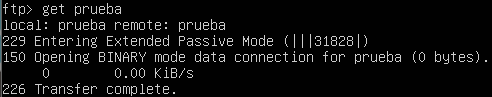 ftp> get prueba
local: prueba remote: prueba
229 Entering Extended Passive Mode (|||31828|)
150 Opening BINARY mode data connection for prueba (0 bytes).
     0        0.00 KiB/s
226 Transfer complete.